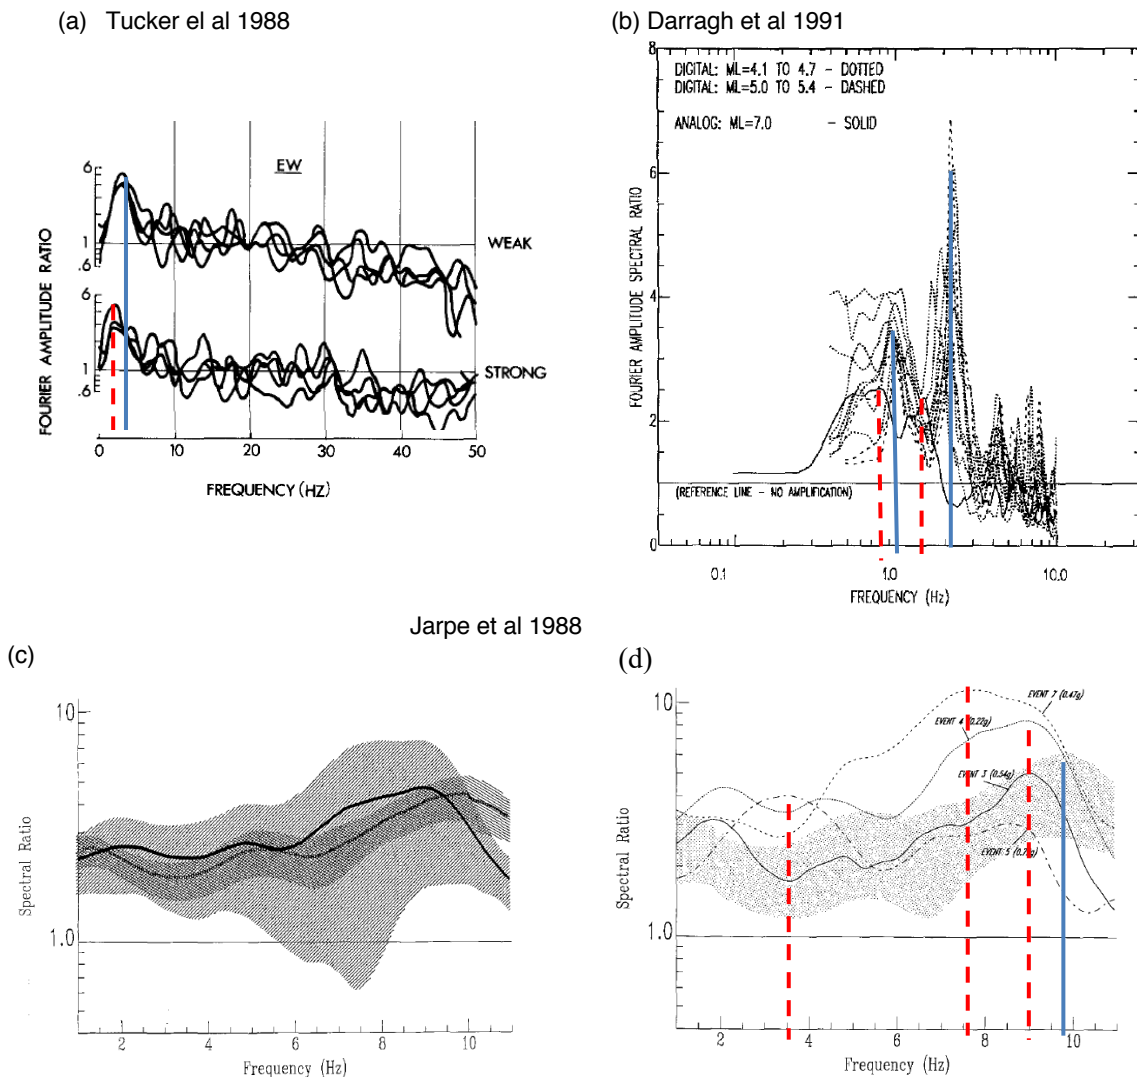 (a) Tucker el al 1988
(b) Darragh et al 1991
6
EW
1
.6
WEAK
6
1
.6
STRONG
FOURIER AMPLITUDE RATIO
0 10 20 30 40 50
FREQUENCY(HZ)
8
DIGITAL: ML=4.1 TO 4.7 - DOTTED
DIGITAL: ML=5.0 TO 5.4 - DASHED
ANALOG: ML=7.0 - SOLID
6
4
2
(REFERENCE LINE - NO AMPLIFICATION)
0
FOURIER AMPLITUDE SPECTRAL RATIO
0.1 1.0 10.0
FREQUENCY (Hz)
Jarpe et al 1988
(c)
10
1.0
Spectral Ratio
2 4 6 8 10
Frequency (Hz)
(d)
10
EVENT 7 (0.47g)
EVENT 4 (0.22g)
EVENT 3 (0.54g)
EVENT 5
1.0
Spectral Ratio
2 4 6 8 10
Frequency (Hz)